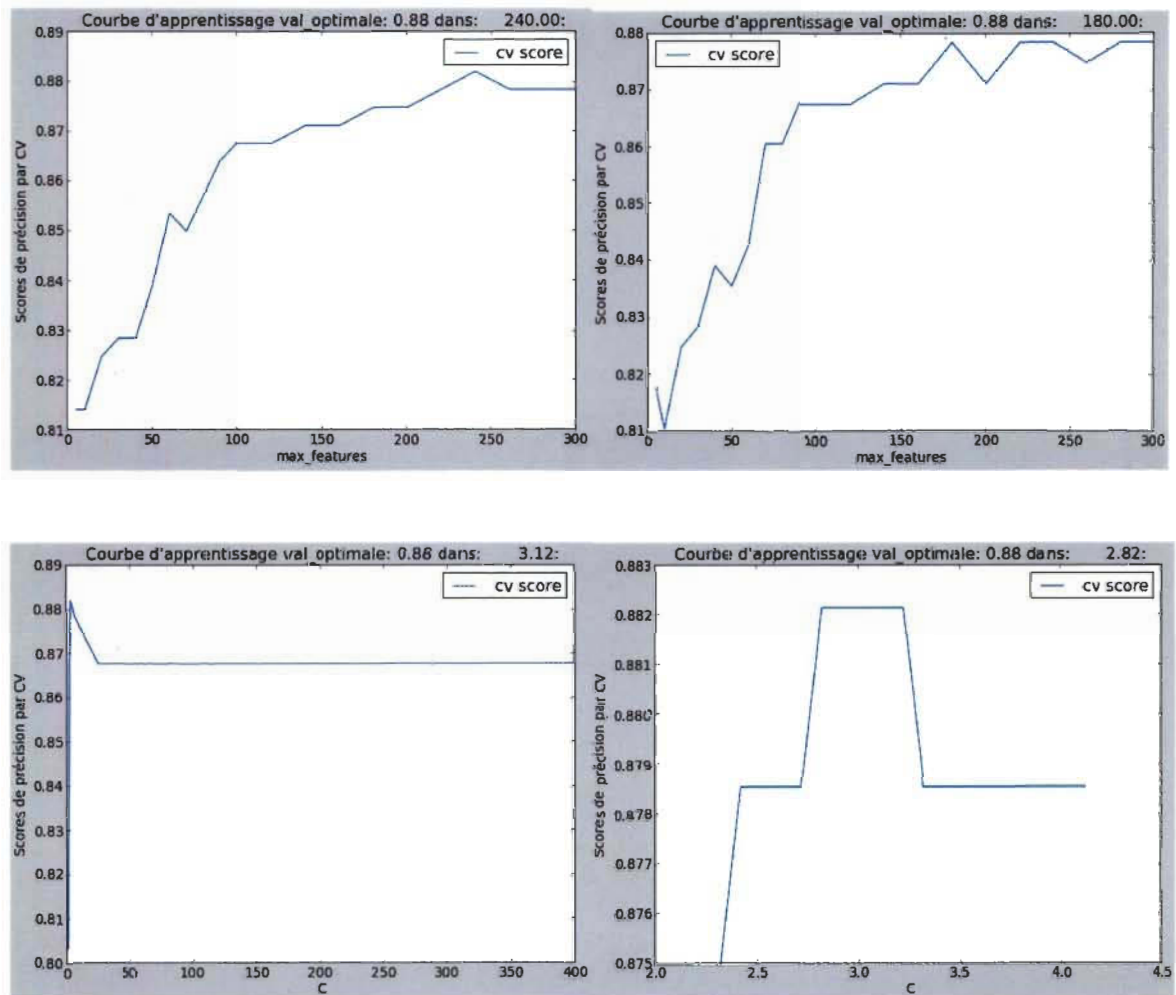 Courbe d'apprentissage val_optimale: 0.88 dans: 240.00:
cv score
Scores de précision par CV
0.89
0.88
0.87
0.86
0.85
0.84
0.83
0.82
0.81
0 50 100 150 200 250 300
max_features
Courbe d'apprentissage val_optimale: 0.88 dans: 180.00:
cv score
Scores de précision par CV
0.88
0.87
0.86
0.85
0.84
0.83
0.82
0.81
0 50 100 150 200 250 300
max_features
Courbe d'apprentissage val_optimale: 0.88 dans: 3.12:
cv score
Scores de précision par CV
0.89
0.88
0.87
0.86
0.85
0.84
0.83
0.82
0.81
0.80
0 50 100 150 200 250 300 350 400
C
Courbe d'apprentissage val_optimale: 0.88 dans: 2.82:
cv score
Scores de précision par CV
0.883
0.882
0.881
0.880
0.879
0.878
0.877
0.876
0.875
2.0 2.5 3.0 3.5 4.0 4.5
C